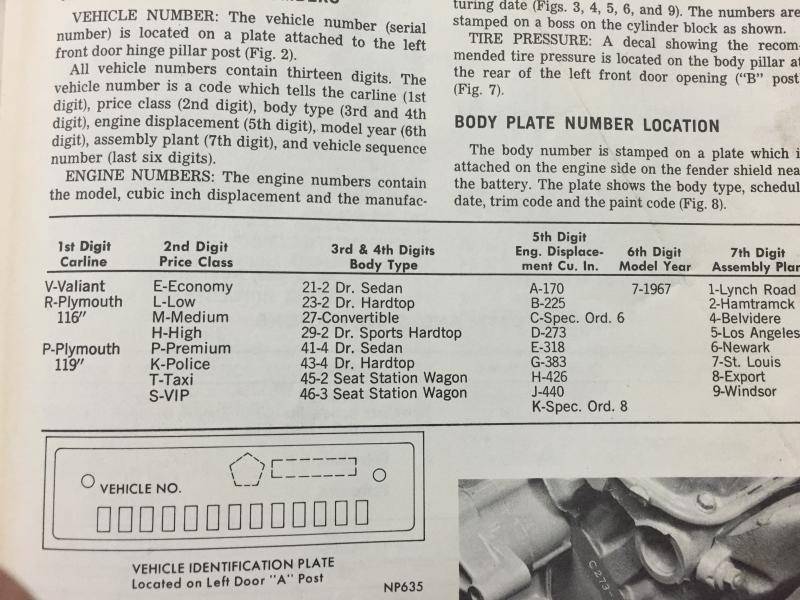 VEHICLE NUMBER: The vehicle number (serial
number) is located on a plate attached to the left
front door hinge pillar post (Fig. 2).
All vehicle numbers contain thirteen digits. The
vehicle number is a code which tells the carline (1st
digit), price class (2nd digit), body type (3rd and 4th
digit), engine displacement (5th digit), model year (6th
digit), assembly plant (7th digit), and vehicle sequence
number (last six digits).
ENGINE NUMBERS: The engine numbers contain
the model, cubic inch displacement and the manufac-
turing date (Figs. 3, 4, 5, 6, and 9). The numbers are
stamped on a boss on the cylinder block as shown.
TIRE PRESSURE: A decal showing the recom-
mended tire pressure is located on the body pillar at
the rear of the left front door opening ("B" post
(Fig. 7).
BODY PLATE NUMBER LOCATION
The body number is stamped on a plate which i
attached on the engine side on the fender shield nea
the battery. The plate shows the body type, schedul
date, trim code and the paint code (Fig. 8).
5th Digit
1st Digit 2nd Digit 3rd & 4th Digits Eng. Displace- 6th Digit 7th Digit
Carline Price Class Body Type ment Cu. In. Model Year Assembly Plan
V-Valiant E-Economy 21-2 Dr. Sedan A-170 7-1967 1-Lynch Road
R-Plymouth L-Low 23-2 Dr. Hardtop B-225 2-Hamtramck
116" M-Medium 27-Convertible C-Spec. Ord. 6 4-Belvidere
H-High 29-2 Dr. Sports Hardtop D-273 5-Los Angeles
P-Plymouth P-Premium 41-4 Dr. Sedan E-318 6-Newark
119" K-Police 43-4 Dr. Hardtop G-383 7-St. Louis
T-Taxi 45-2 Seat Station Wagon H-426 8-Export
S-VIP 46-3 Seat Station Wagon J-440 9-Windsor
K-Spec. Ord. 8
VEHICLE NO.
VEHICLE IDENTIFICATION PLATE
Located on Left Door "A" Post
NP635
C273